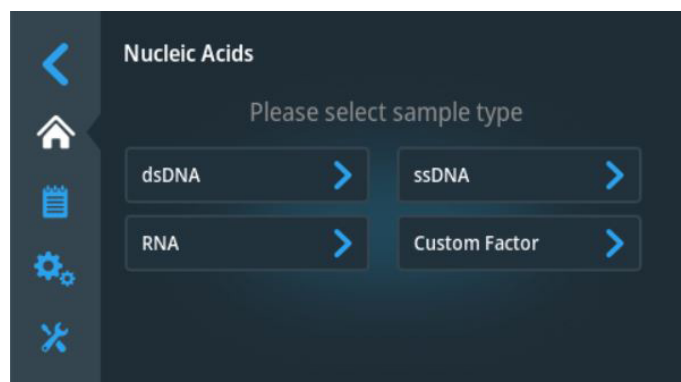 Nucleic Acids
Please select sample type
dsDNA
ssDNA
RNA
Custom Factor